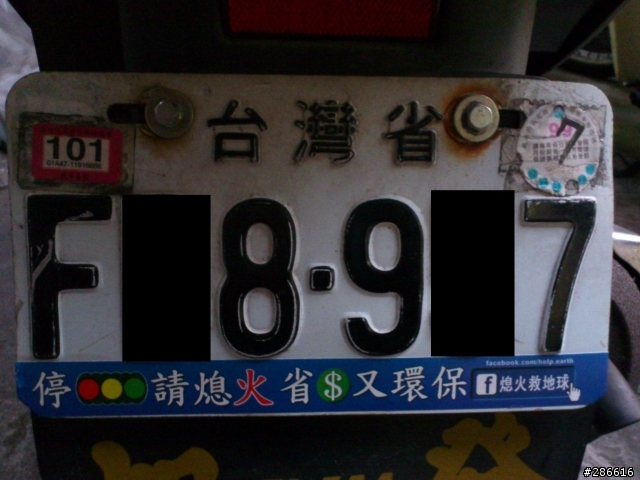 台灣省
101
7
F 8·9 7
facebook.com/help.earth
停 請熄火省$又環保 f 熄火救地球
#286616